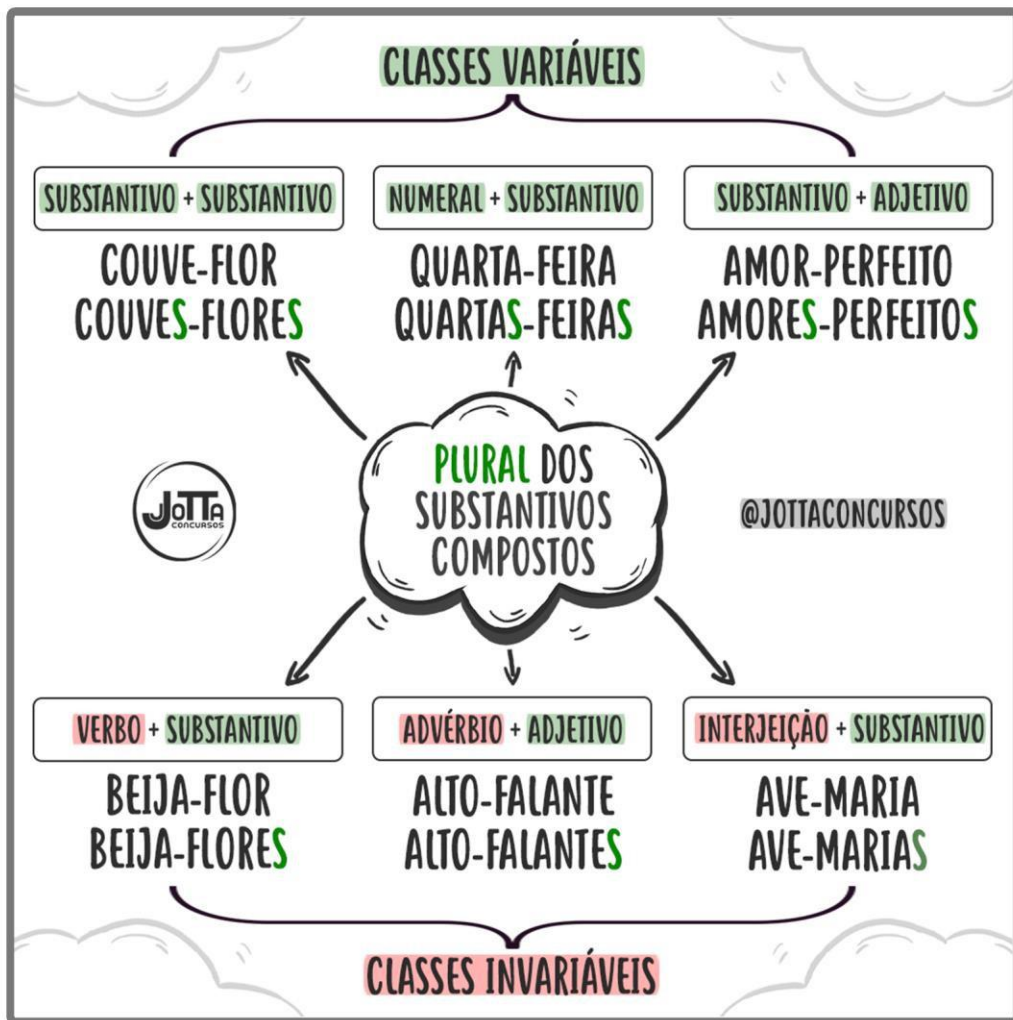 CLASSES VARIÁVEIS
SUBSTANTIVO + SUBSTANTIVO
COUVE-FLOR
COUVES-FLORES
NUMERAL + SUBSTANTIVO
QUARTA-FEIRA
QUARTAS-FEIRAS
SUBSTANTIVO + ADJETIVO
AMOR-PERFEITO
AMORES-PERFEITOS
JOTTA
CONCURSOS
PLURAL DOS
SUBSTANTIVOS
COMPOSTOS
@JOTTACONCURSOS
VERBO + SUBSTANTIVO
BEIJA-FLOR
BEIJA-FLORES
ADVÉRBIO + ADJETIVO
ALTO-FALANTE
ALTO-FALANTES
INTERJEIÇÃO + SUBSTANTIVO
AVE-MARIA
AVE-MARIAS
CLASSES INVARIÁVEIS